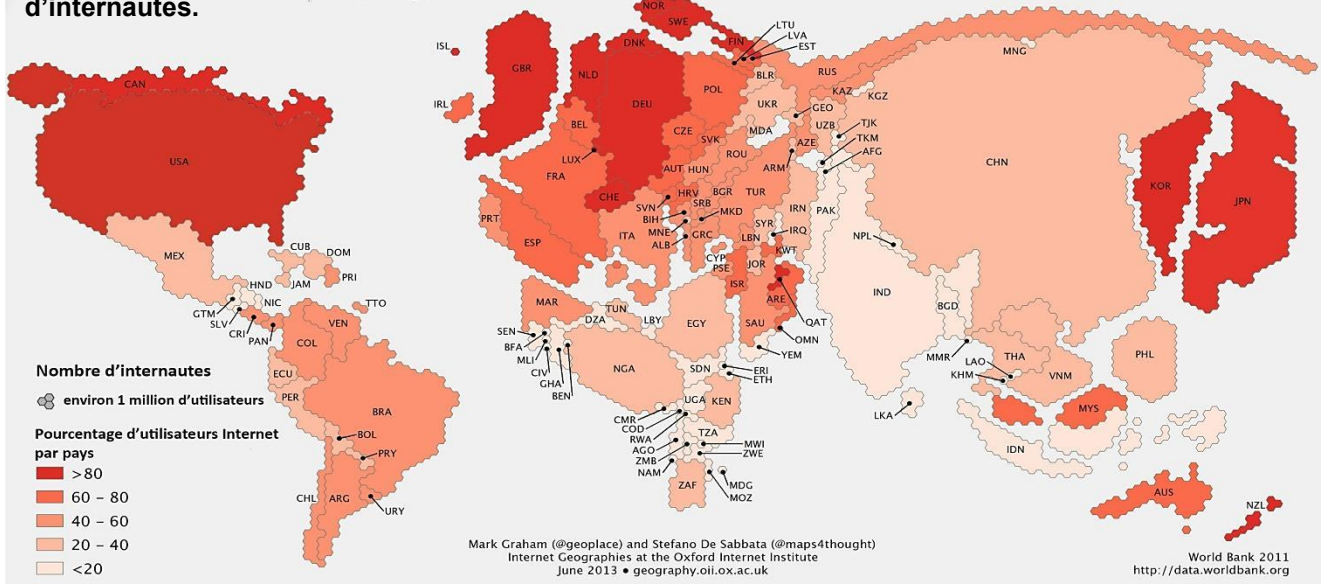 d'internautes.
NOR
SWE
LTU
LVA
EST
FIN
DNK
ISL
GBR
NLD
MNG
CAN
RUS
BLR
POL
KAZ
KGZ
IRL
DEU
UKR
GEO
BEL
UZB
TJK
CZE
MDA
TKM
SVK
AZE
AFG
USA
LUX
ROU
ARM
CHN
FRA
AUT
HUN
KOR
CHE
HRV
BGR
TUR
JPN
SVN
SRB
IRN
PAK
BIH
MKD
PRT
MNE
SYR
IRQ
NPL
ESP
ITA
ALB
GRC
LBN
CUB
DOM
MEX
KWT
CYP
PSE
JOR
HND
JAM
PRI
ISR
IND
NIC
ARE
BGD
GTM
TTO
MAR
TUN
QAT
SLV
DZA
LBY
EGY
SAU
CRI
VEN
SEN
OMN
PAN
COL
BFA
YEM
MMR
LAO
THA
PHL
MLI
ECU
CIV
NGA
SDN
ERI
KHM
VNM
GHA
ETH
PER
BEN
UGA
KEN
BRA
CMR
LKA
MYS
COD
BOL
RWA
TZA
AGO
MWI
IDN
PRY
ZMB
ZWE
NAM
CHL
ARG
ZAF
MDG
AUS
MOZ
NZL
URY
Nombre d'internautes
environ 1 million d'utilisateurs
Pourcentage d'utilisateurs Internet
par pays
>80
60 – 80
40 – 60
20 – 40
<20
Mark Graham (@geoplace) and Stefano De Sabbata (@maps4thought)
Internet Geographies at the Oxford Internet Institute
June 2013 • geography.oii.ox.ac.uk
World Bank 2011
http://data.worldbank.org